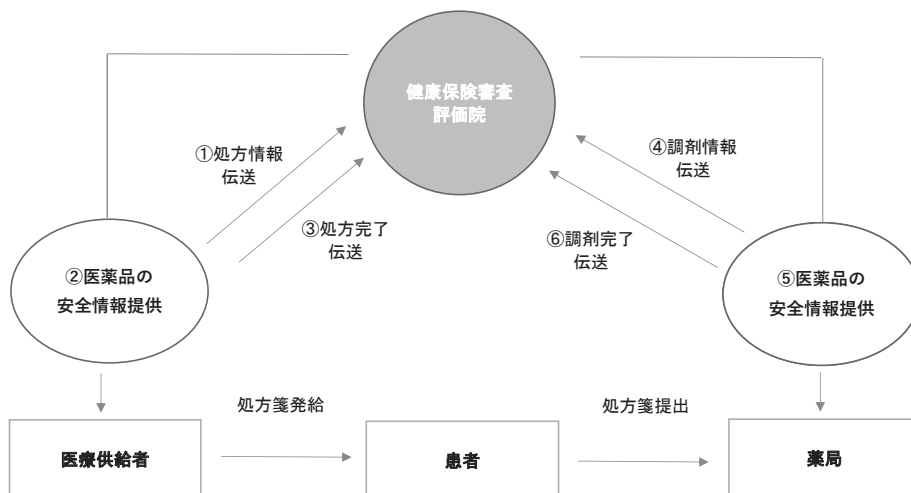 健康保険審査
評価院
①処方情報
伝送
④調剤情報
伝送
③処方完了
伝送
⑥調剤完了
伝送
②医薬品の
安全情報提供
⑤医薬品の
安全情報提供
処方箋発給
処方箋提出
医療供給者
患者
薬局